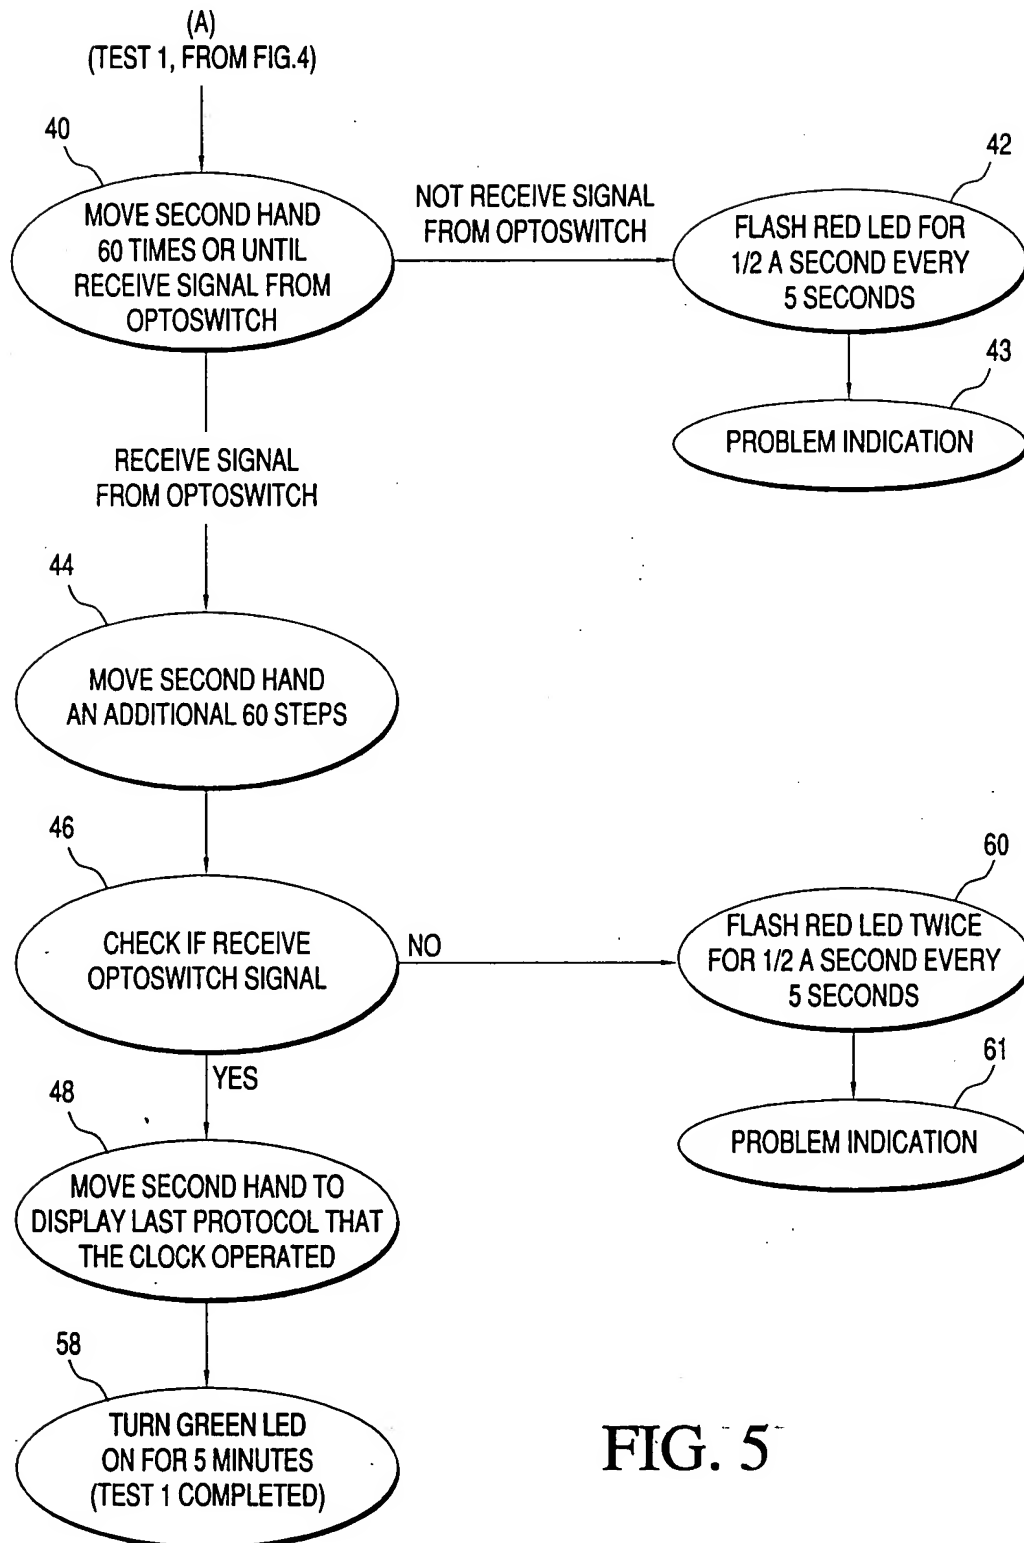 (A)
(TEST 1, FROM FIG.4)
40
MOVE SECOND HAND
60 TIMES OR UNTIL
RECEIVE SIGNAL FROM
OPTOSWITCH
NOT RECEIVE SIGNAL
FROM OPTOSWITCH
42
FLASH RED LED FOR
1/2 A SECOND EVERY
5 SECONDS
43
PROBLEM INDICATION
RECEIVE SIGNAL
FROM OPTOSWITCH
44
MOVE SECOND HAND
AN ADDITIONAL 60 STEPS
46
CHECK IF RECEIVE
OPTOSWITCH SIGNAL
NO
60
FLASH RED LED TWICE
FOR 1/2 A SECOND EVERY
5 SECONDS
61
PROBLEM INDICATION
YES
48
MOVE SECOND HAND TO
DISPLAY LAST PROTOCOL THAT
THE CLOCK OPERATED
58
TURN GREEN LED
ON FOR 5 MINUTES
(TEST 1 COMPLETED)
FIG. 5